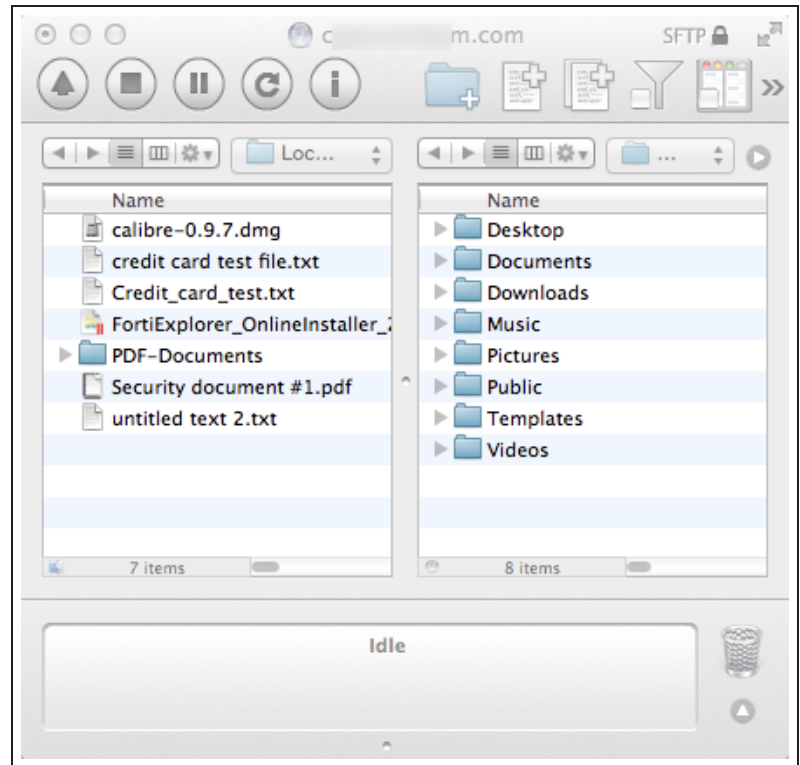 c m.com
SFTP
Loc...
...
Name
calibre-0.9.7.dmg
credit card test file.txt
Credit_card_test.txt
FortiExplorer_OnlineInstaller_2
PDF-Documents
Security document #1.pdf
untitled text 2.txt
7 items
Name
Desktop
Documents
Downloads
Music
Pictures
Public
Templates
Videos
8 items
Idle